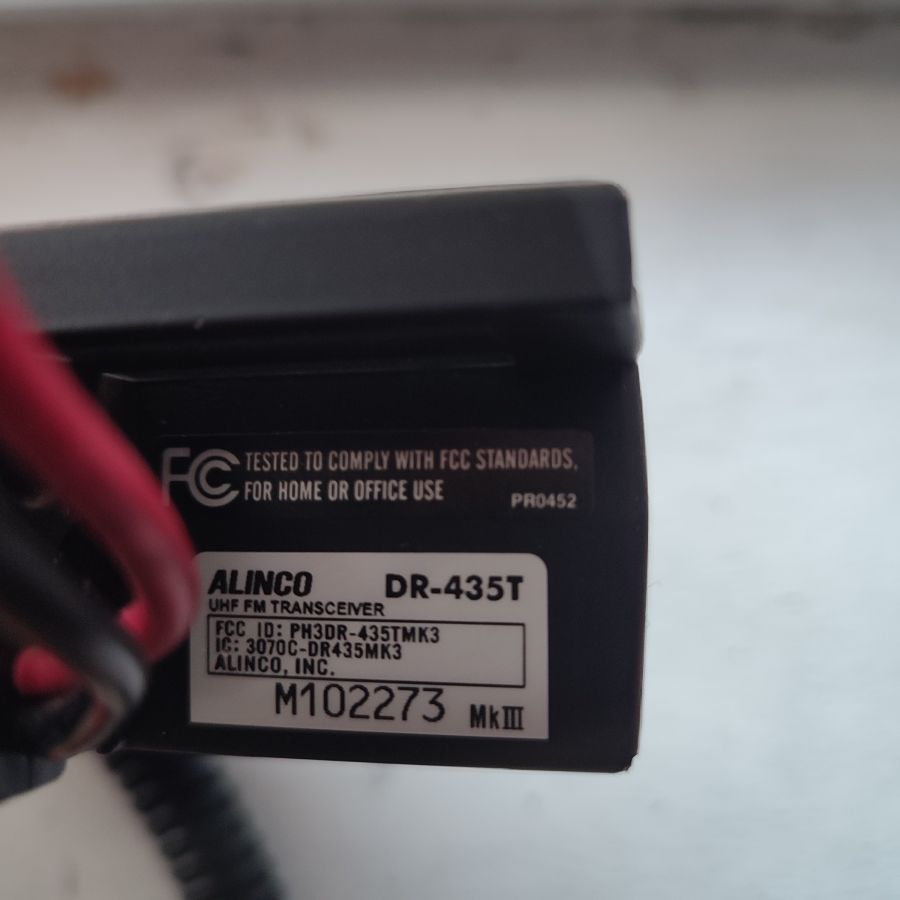 FC TESTED TO COMPLY WITH FCC STANDARDS.
FOR HOME OR OFFICE USE
PR0452
ALINCO DR-435T
UHF FM TRANSCEIVER
FCC ID: PH3DR-435TMK3
IC: 3070C-DR435MK3
ALINCO, INC.
M102273 MkIII